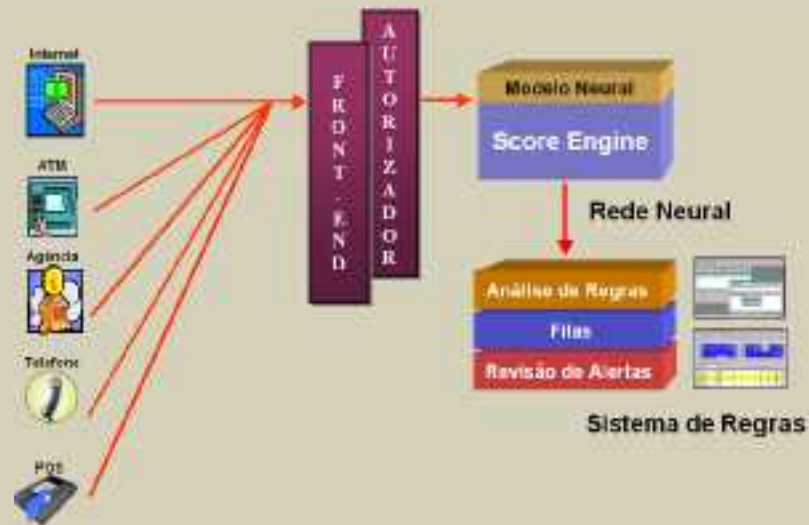 Internet
ATM
Agência
Telefone
POS
FRONT-END
AUTORIZADOR
Modelo Neural
Score Engine
Rede Neural
Análise de Regras
Filas
Revisão de Alertas
Sistema de Regras